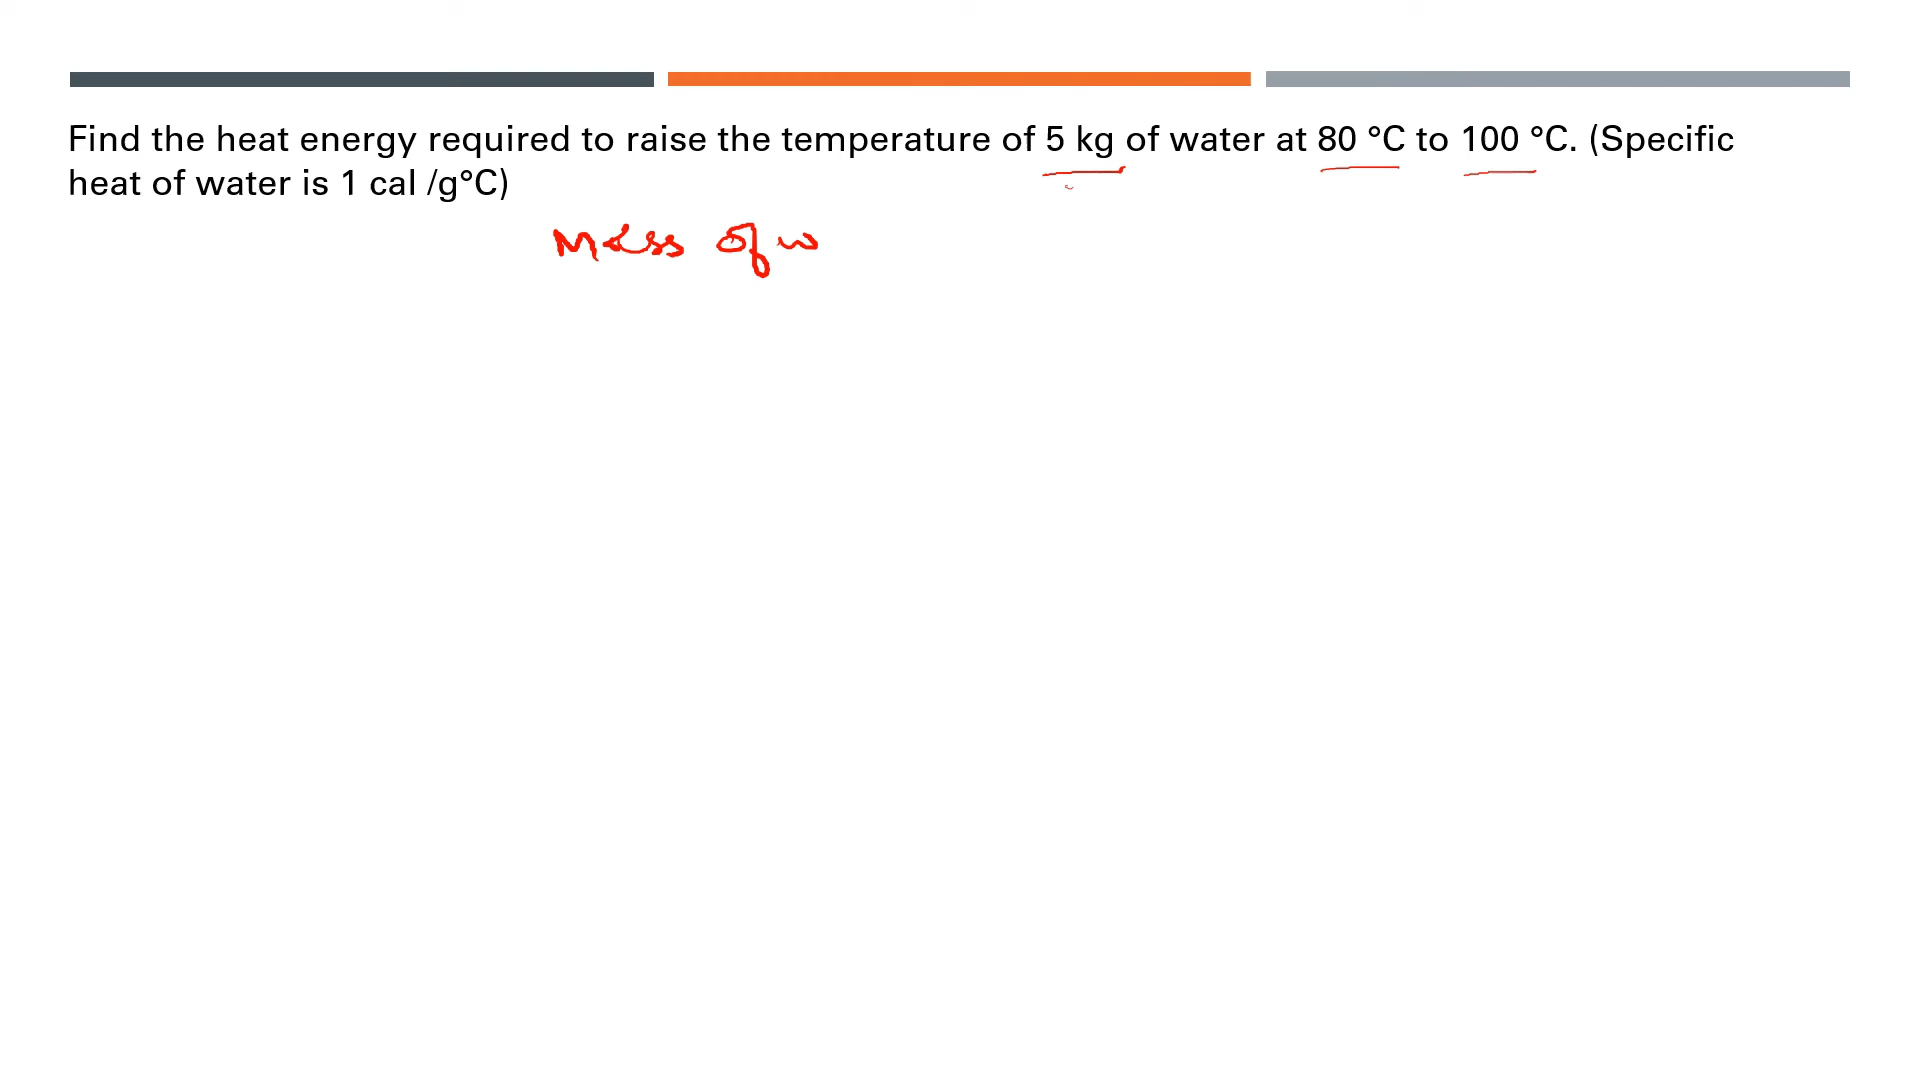 Find the heat energy required to raise the temperature of 5 kg of water at 80 °C to 100 °C. (Specific
heat of water is 1 cal /g°C)
Mass of w